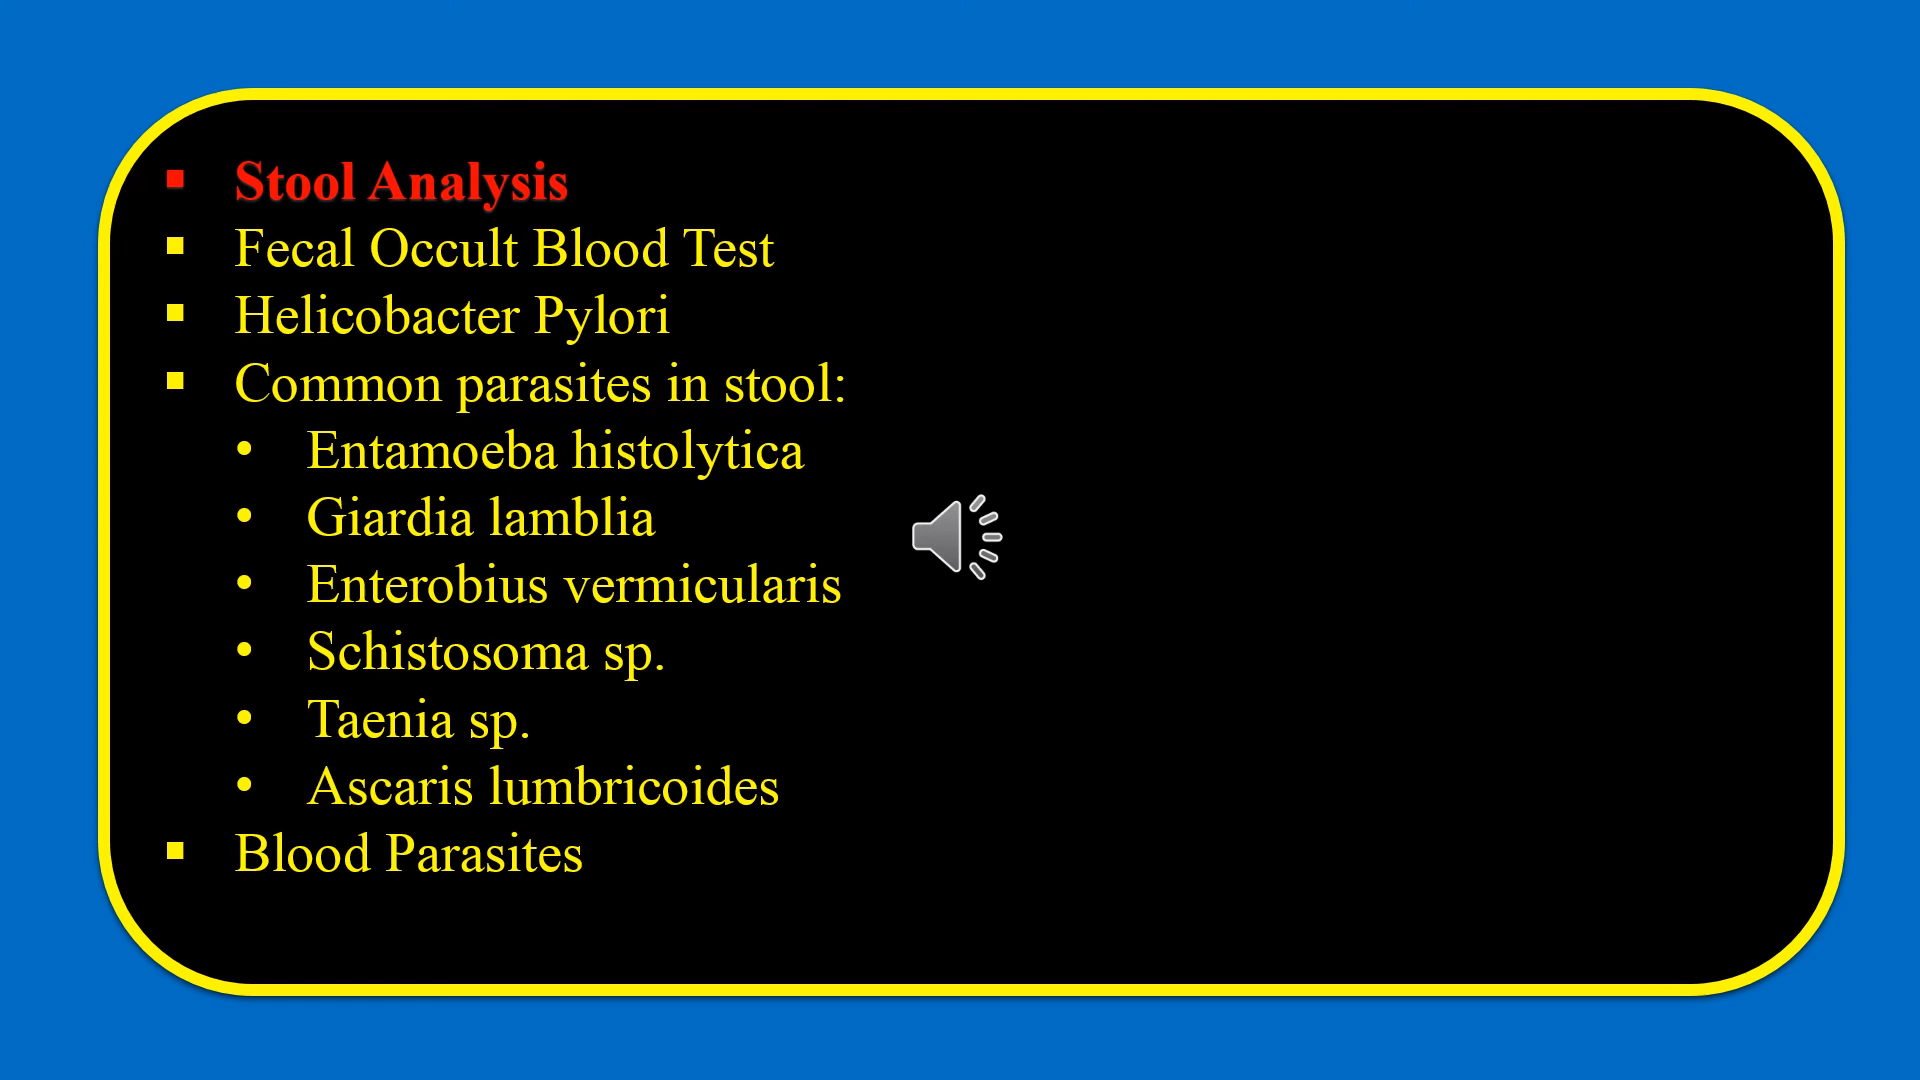 ▪ Stool Analysis
▪ Fecal Occult Blood Test
▪ Helicobacter Pylori
▪ Common parasites in stool:
• Entamoeba histolytica
• Giardia lamblia
• Enterobius vermicularis
• Schistosoma sp.
• Taenia sp.
• Ascaris lumbricoides
▪ Blood Parasites